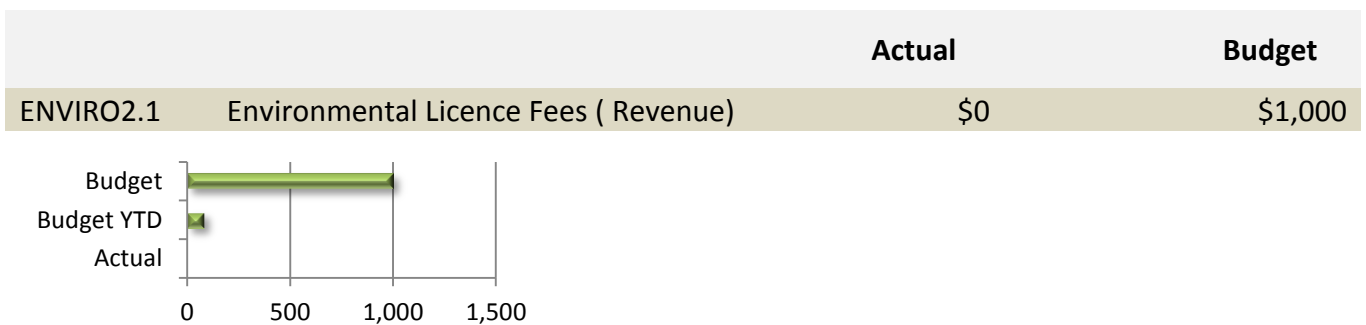 Actual Budget
ENVIRO2.1 Environmental Licence Fees ( Revenue) $0 $1,000
Budget
Budget YTD
Actual
0 500 1,000 1,500